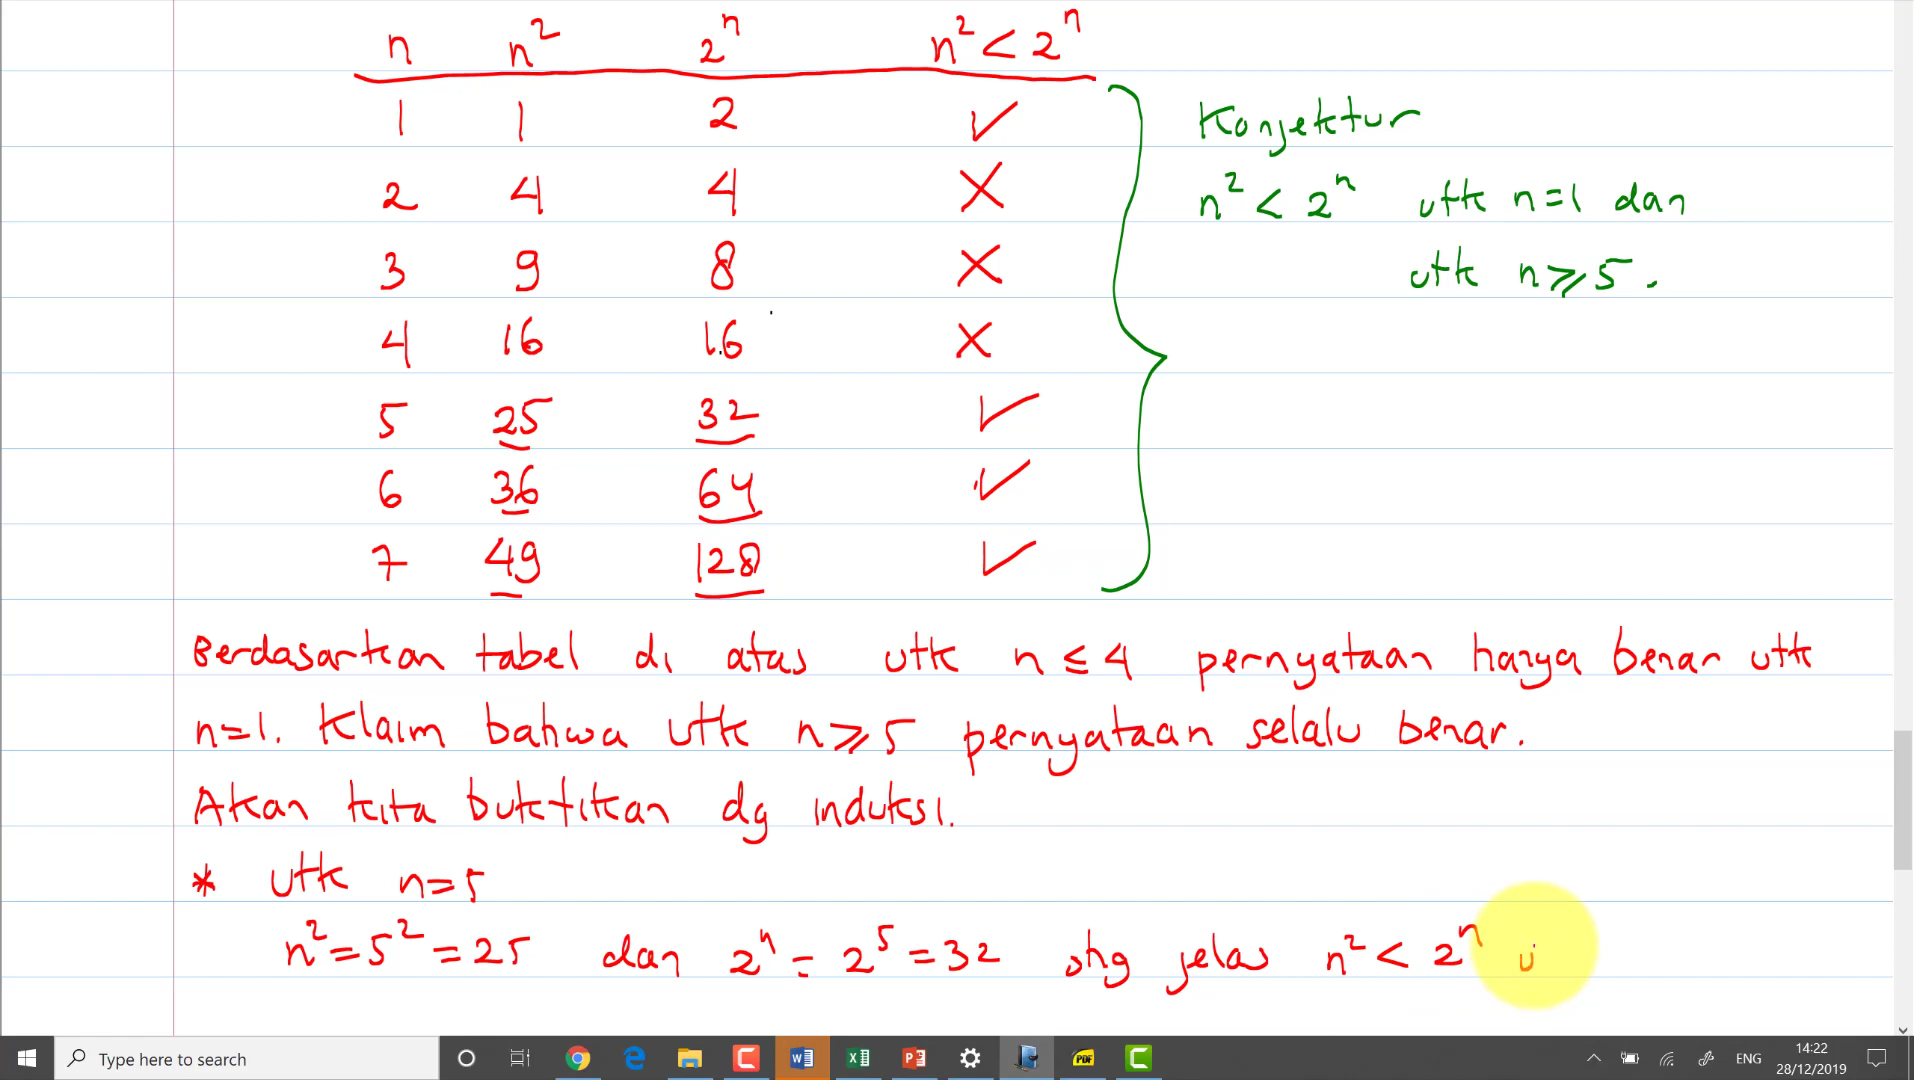 n n² 2ⁿ n² < 2ⁿ
1 1 2 ✓
2 4 4 X
3 9 8 X
4 16 16 X
5 25 32 ✓
6 36 64 ✓
7 49 128 ✓
Konjektur
n² < 2ⁿ utk n=1 dan
utk n ⩾ 5.
Berdasarkan tabel di atas utk n ≤ 4 pernyataan hanya benar utk
n=1. Klaim bahwa utk n ⩾ 5 pernyataan selalu benar.
Akan kita buktikan dg induksi.
* utk n=5
n² = 5² = 25 dan 2ⁿ = 2⁵ = 32 shg jelas n² < 2ⁿ u
Type here to search
ENG
14:22
28/12/2019
PDF